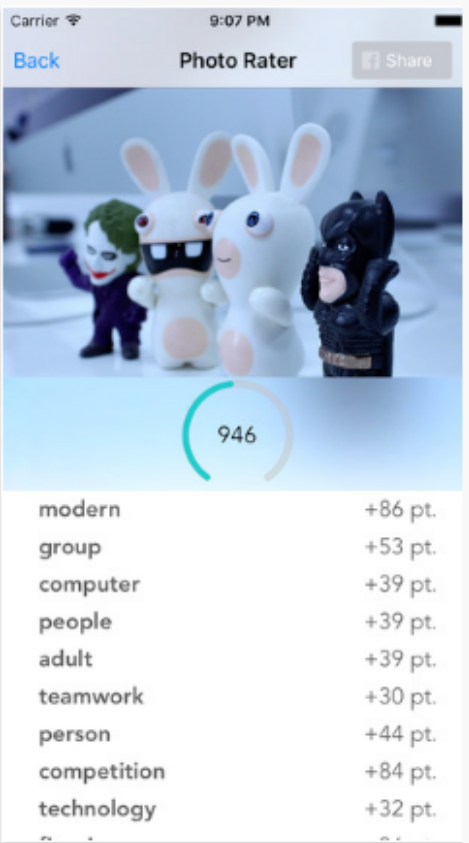 Carrier 9:07 PM
Back Photo Rater Share
946
modern +86 pt.
group +53 pt.
computer +39 pt.
people +39 pt.
adult +39 pt.
teamwork +30 pt.
person +44 pt.
competition +84 pt.
technology +32 pt.